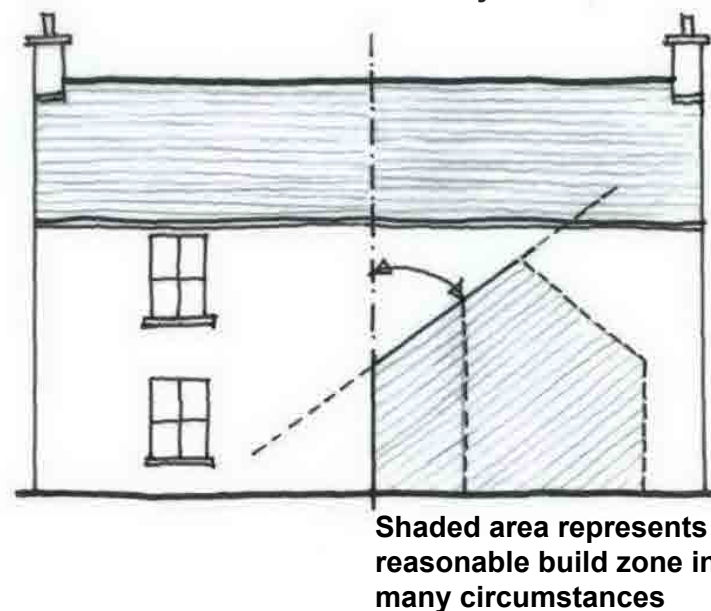 Shaded area represents
reasonable build zone in
many circumstances